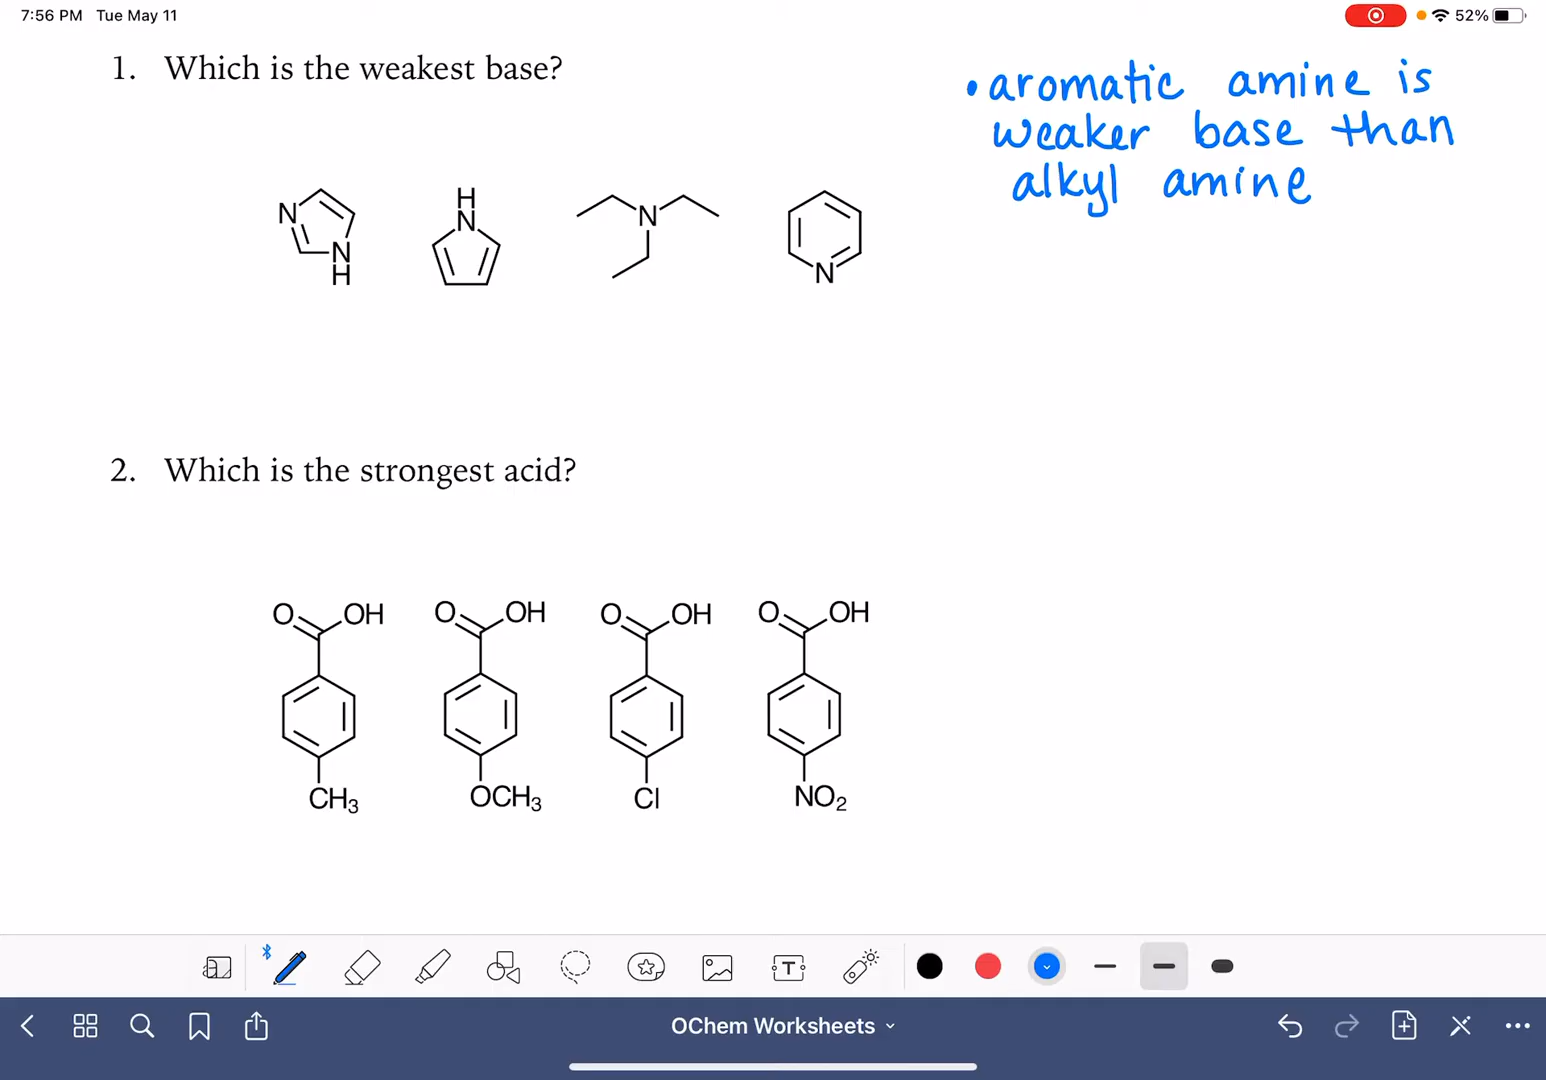 7:56 PM Tue May 11
52%
1. Which is the weakest base?
• aromatic amine is
weaker base than
alkyl amine
N
N
H
H
N
N
N
2. Which is the strongest acid?
O OH O OH O OH O OH
CH₃ OCH₃ Cl NO₂
a
T
OChem Worksheets